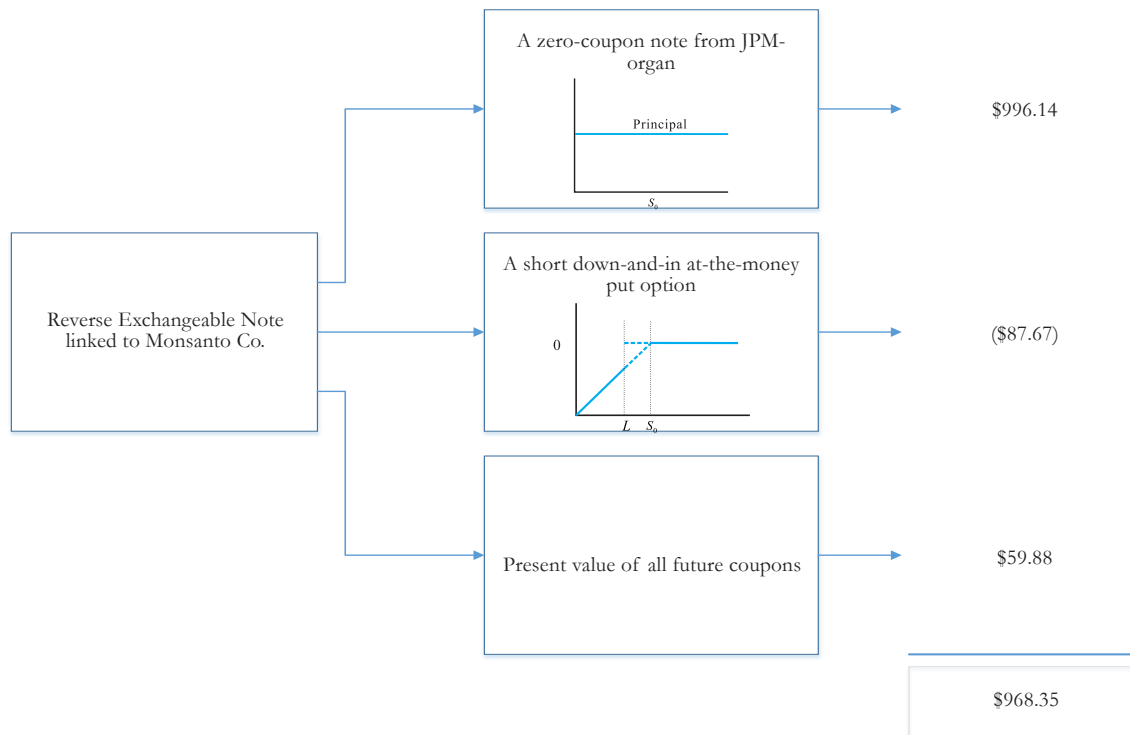 A zero-coupon note from JPM-
organ
Principal
S₀
$996.14
Reverse Exchangeable Note
linked to Monsanto Co.
A short down-and-in at-the-money
put option
0
L S₀
($87.67)
Present value of all future coupons
$59.88
$968.35